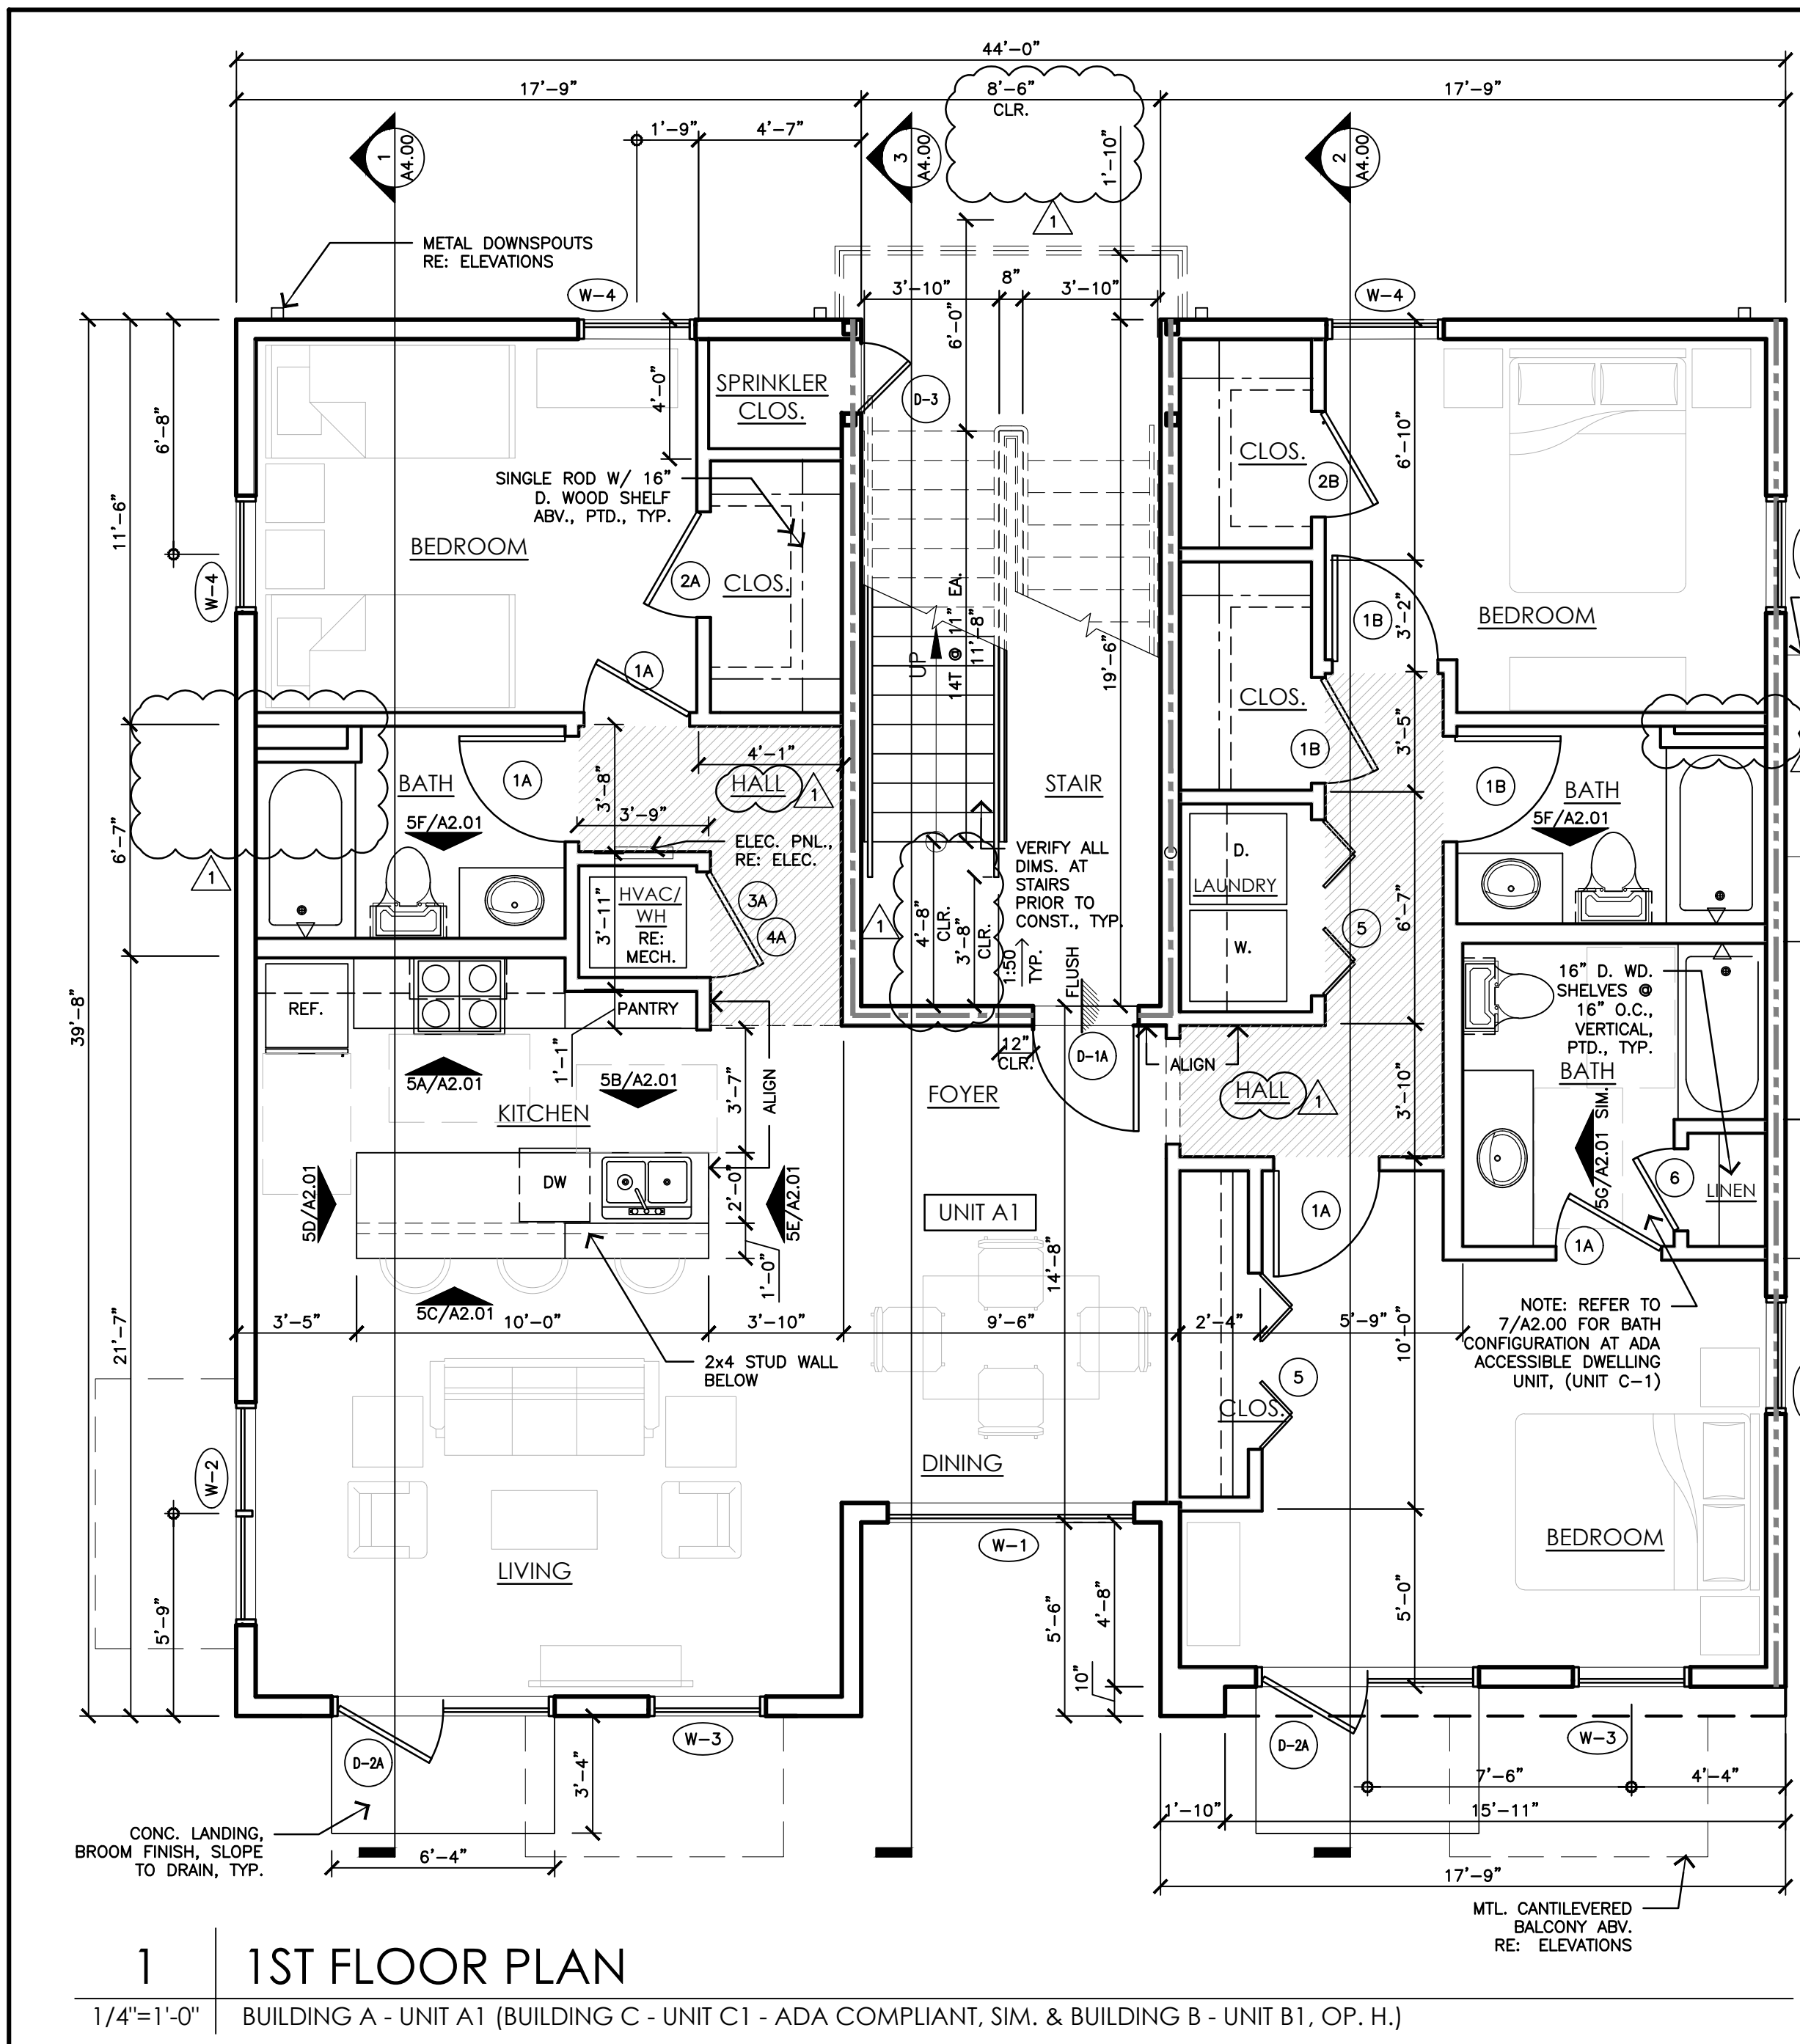 44'-0"
17'-9"
8'-6"
CLR.
17'-9"
1'-9"
4'-7"
1'-10"
1
A4.00
3
A4.00
2
A4.00
1
METAL DOWNSPOUTS
RE: ELEVATIONS
W-4
W-4
3'-10"
8"
3'-10"
6'-0"
6'-8"
4'-0"
SPRINKLER
CLOS.
D-3
11'-6"
SINGLE ROD W/ 16"
D. WOOD SHELF
ABV., PTD., TYP.
CLOS.
2B
6'-10"
BEDROOM
W-4
2A
CLOS.
UP
14T @ 11" EA.
11'-8"
19'-6"
1B
3'-2"
BEDROOM
1A
CLOS.
3'-5"
1B
4'-1"
HALL
1
STAIR
BATH
1A
3'-8"
3'-9"
1B
BATH
5F/A2.01
5F/A2.01
6'-7"
1
ELEC. PNL.,
RE: ELEC.
VERIFY ALL
DIMS. AT
STAIRS
PRIOR TO
CONST., TYP.
D.
LAUNDRY
W.
HVAC/
WH
RE:
MECH.
3'-11"
3A
4A
1
4'-8"
CLR.
3'-8"
CLR.
1:50
TYP.
FLUSH
5
6'-7"
16" D. WD.
SHELVES @
16" O.C.,
VERTICAL,
PTD., TYP.
39'-8"
REF.
PANTRY
1'-1"
12"
CLR.
D-1A
ALIGN
5A/A2.01
5B/A2.01
3'-7"
ALIGN
FOYER
HALL
1
3'-10"
BATH
KITCHEN
5G/A2.01 SIM.
DW
2'-0"
5D/A2.01
5E/A2.01
UNIT A1
1A
6
LINEN
1A
1'-0"
14'-8"
5C/A2.01
3'-5"
10'-0"
3'-10"
9'-6"
2'-4"
5'-9"
10'-0"
NOTE: REFER TO
7/A2.00 FOR BATH
CONFIGURATION AT ADA
ACCESSIBLE DWELLING
UNIT, (UNIT C-1)
21'-7"
2x4 STUD WALL
BELOW
5
CLOS.
W-2
DINING
W-1
BEDROOM
LIVING
5'-9"
5'-6"
4'-8"
10"
5'-0"
D-2A
W-3
3'-4"
D-2A
W-3
7'-6"
4'-4"
1'-10"
15'-11"
CONC. LANDING,
BROOM FINISH, SLOPE
TO DRAIN, TYP.
6'-4"
17'-9"
MTL. CANTILEVERED
BALCONY ABV.
RE: ELEVATIONS
1
1ST FLOOR PLAN
1/4"=1'-0"
BUILDING A - UNIT A1 (BUILDING C - UNIT C1 - ADA COMPLIANT, SIM. & BUILDING B - UNIT B1, OP. H.)